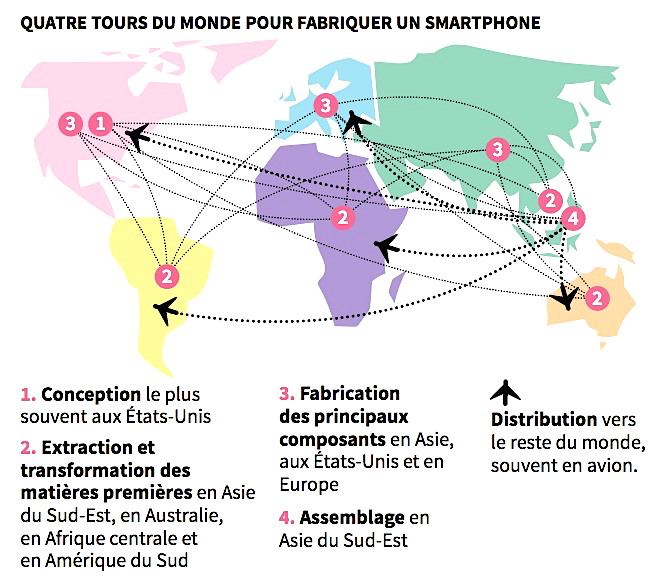 QUATRE TOURS DU MONDE POUR FABRIQUER UN SMARTPHONE
3
1
3
3
2
2
4
2
2
1. Conception le plus
souvent aux États-Unis
2. Extraction et
transformation des
matières premières en Asie
du Sud-Est, en Australie,
en Afrique centrale et
en Amérique du Sud
3. Fabrication
des principaux
composants en Asie,
aux États-Unis et en
Europe
4. Assemblage en
Asie du Sud-Est
Distribution vers
le reste du monde,
souvent en avion.